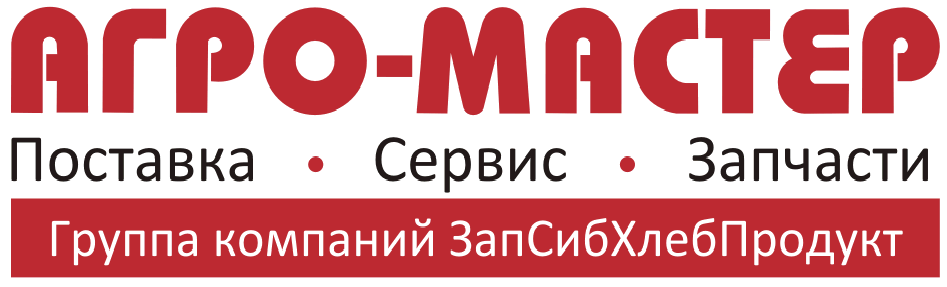 АГРО-МАСТЕР
Поставка • Сервис • Запчасти
Группа компаний ЗапСибХлебПродукт